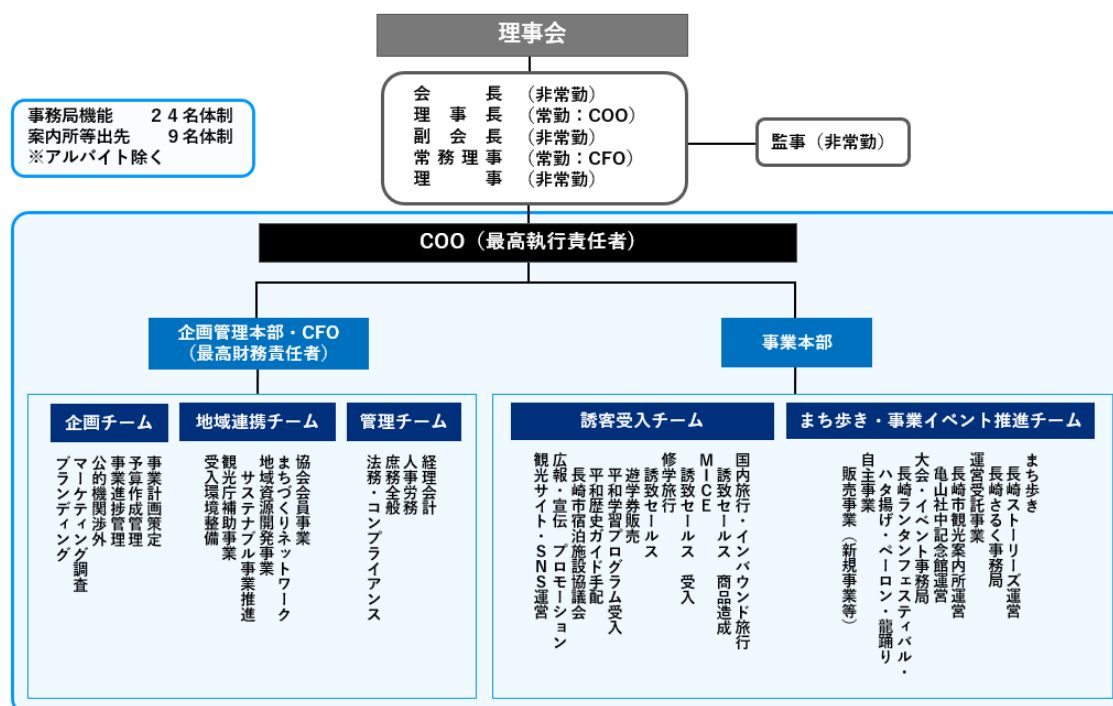 理事会
会長（非常勤）
理事長（常勤：COO）
副会長（非常勤）
常務理事（常勤：CFO）
理事（非常勤）
監事（非常勤）
事務局機能　２４名体制
案内所等出先　９名体制
※アルバイト除く
COO（最高執行責任者）
企画管理本部・CFO
（最高財務責任者）
事業本部
企画チーム
事業計画策定
予算作成管理
事業進捗管理
公的機関渉外
マーケティング調査
ブランディング
地域連携チーム
協会会員事業
まちづくりネットワーク
地域資源開発事業
サステナブル事業推進
観光庁補助事業
受入環境整備
管理チーム
経理会計
人事労務
庶務全般
法務・コンプライアンス
誘客受入チーム
国内旅行・インバウンド旅行
誘致セールス　商品造成
MICE
誘致セールス　受入
修学旅行
誘致セールス
遊学券販売
平和学習プログラム受入
平和歴史ガイド手配
長崎市宿泊施設協議会
広報・宣伝　プロモーション
観光サイト・SNS運営
まち歩き・事業イベント推進チーム
まち歩き
長崎ストーリーズ運営
長崎さるく事務局
運営受託事業
長崎市観光案内所運営
亀山社中記念館運営
大会・イベント事務局
長崎ランタンフェスティバル・
ハタ揚げ・ペーロン・龍踊り
自主事業
販売事業（新規事業等）